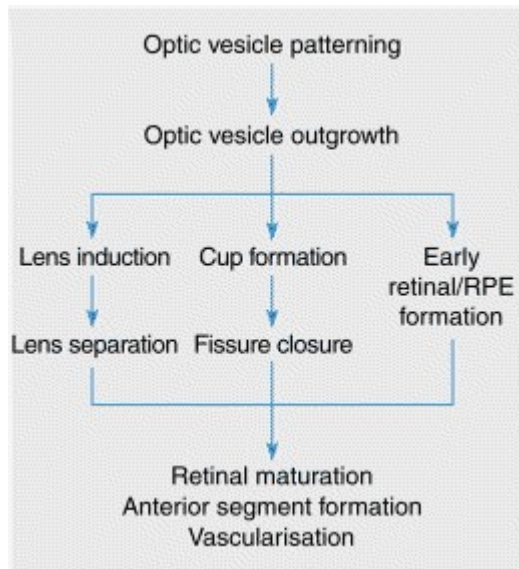 Optic vesicle patterning
Optic vesicle outgrowth
Lens induction
Cup formation
Early
retinal/RPE
formation
Lens separation
Fissure closure
Retinal maturation
Anterior segment formation
Vascularisation